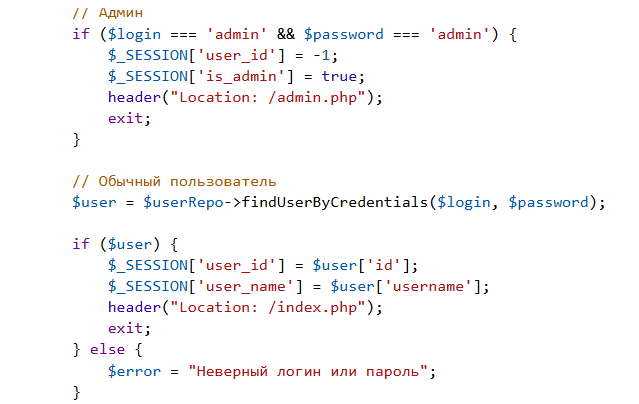 // Админ
if ($login === 'admin' && $password === 'admin') {
    $_SESSION['user_id'] = -1;
    $_SESSION['is_admin'] = true;
    header("Location: /admin.php");
    exit;
}
// Обычный пользователь
$user = $userRepo->findUserByCredentials($login, $password);
if ($user) {
    $_SESSION['user_id'] = $user['id'];
    $_SESSION['user_name'] = $user['username'];
    header("Location: /index.php");
    exit;
} else {
    $error = "Неверный логин или пароль";
}